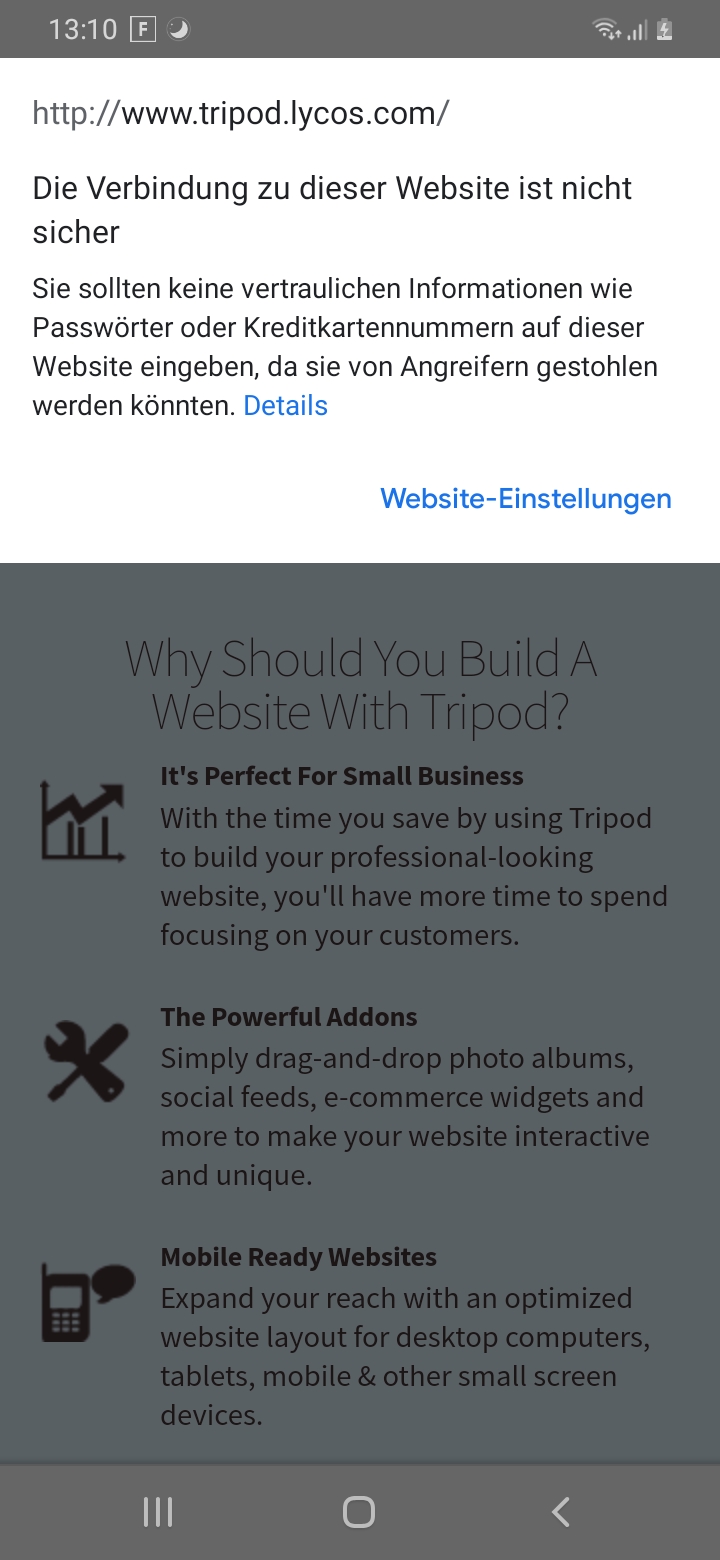 13:10 F
http://www.tripod.lycos.com/
Die Verbindung zu dieser Website ist nicht
sicher
Sie sollten keine vertraulichen Informationen wie
Passwörter oder Kreditkartennummern auf dieser
Website eingeben, da sie von Angreifern gestohlen
werden könnten. Details
Website-Einstellungen
Why Should You Build A
Website With Tripod?
It's Perfect For Small Business
With the time you save by using Tripod
to build your professional-looking
website, you'll have more time to spend
focusing on your customers.
The Powerful Addons
Simply drag-and-drop photo albums,
social feeds, e-commerce widgets and
more to make your website interactive
and unique.
Mobile Ready Websites
Expand your reach with an optimized
website layout for desktop computers,
tablets, mobile & other small screen
devices.